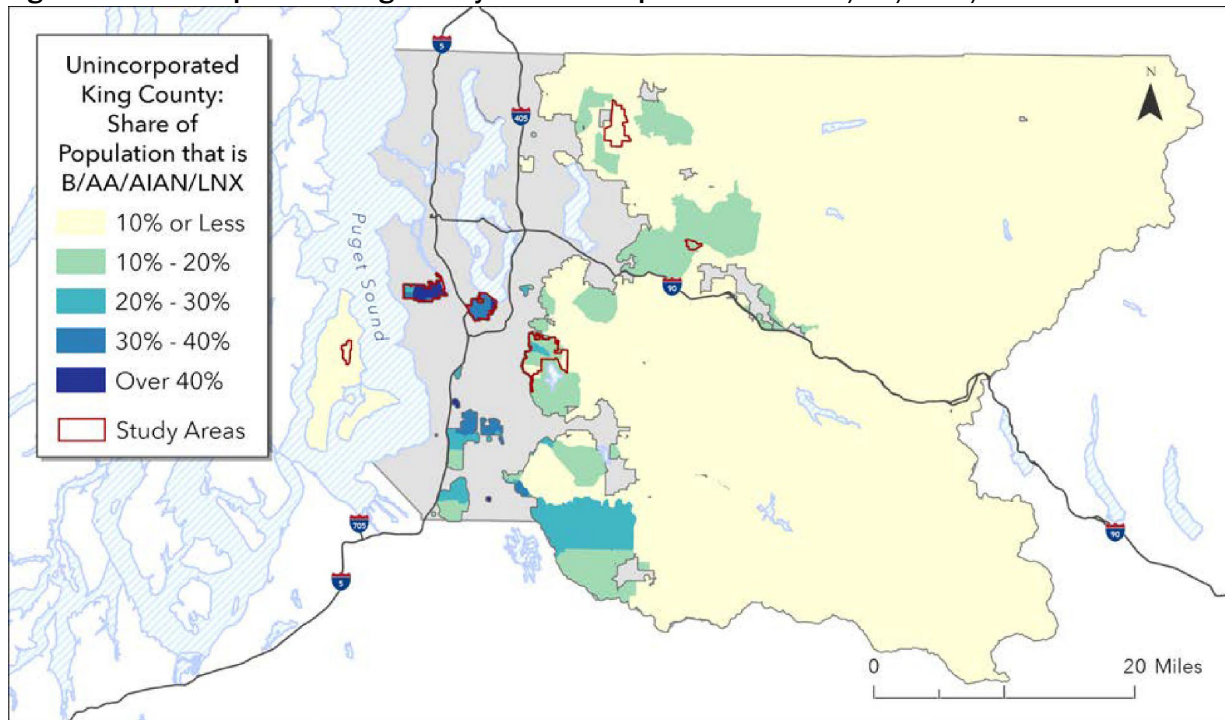 Unincorporated
King County:
Share of
Population that is
B/AA/AIAN/LNX
10% or Less
10% - 20%
20% - 30%
30% - 40%
Over 40%
Study Areas
Puget Sound
5
405
N
90
705
5
90
0
20 Miles